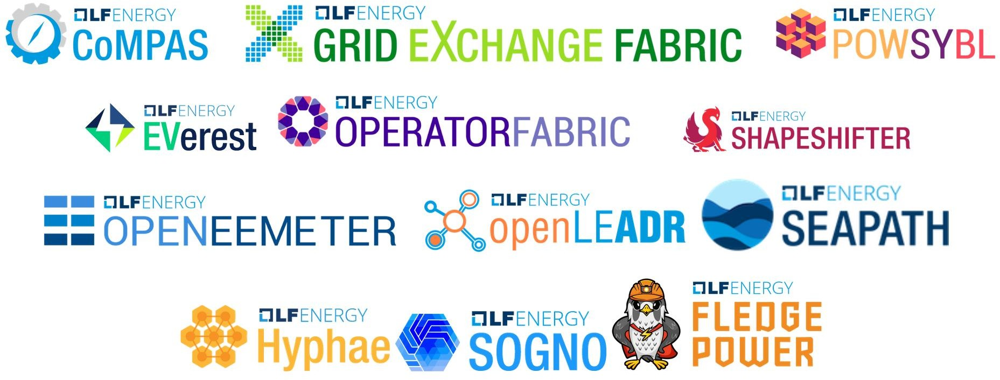 LFENERGY
CoMPAS
LFENERGY
GRID EXCHANGE FABRIC
LFENERGY
POWSYBL
LFENERGY
EVerest
LFENERGY
OPERATORFABRIC
LFENERGY
SHAPESHIFTER
LFENERGY
OPENEEMETER
LFENERGY
openLEADR
LFENERGY
SEAPATH
LFENERGY
Hyphae
LFENERGY
SOGNO
LFENERGY
FLEDGE
POWER